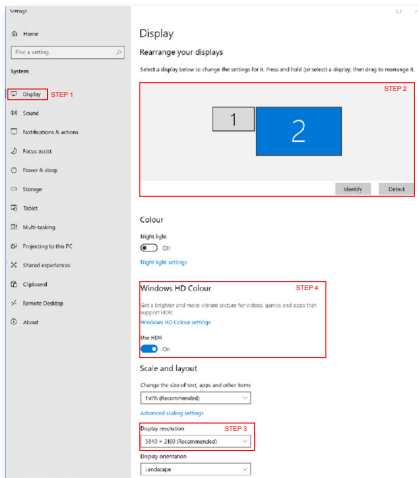 Settings
Home
Find a setting
System
Display
STEP 1
Sound
Notifications & actions
Focus assist
Power & sleep
Storage
Tablet
Multi-tasking
Projecting to this PC
Shared experiences
Clipboard
Remote Desktop
About
Display
Rearrange your displays
Select a display below to change the settings for it. Press and hold (or select) a display, then drag to rearrange it.
STEP 2
1
2
Identify
Detect
Colour
Night light
Off
Night light settings
Windows HD Colour
STEP 4
Get a brighter and more vibrant picture for videos, games and apps that
support HDR.
Windows HD Colour settings
Use HDR
On
Scale and layout
Change the size of text, apps and other items
150% (Recommended)
Advanced scaling settings
Display resolution
STEP 3
3840 × 2160 (Recommended)
Display orientation
Landscape